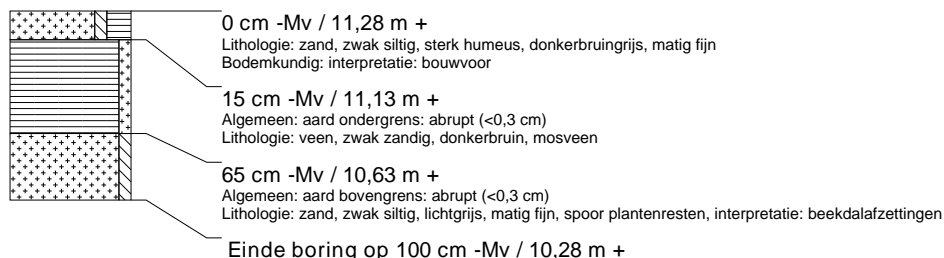 0 cm -Mv / 11,28 m +
Lithologie: zand, zwak siltig, sterk humeus, donkerbruingrijs, matig fijn
Bodemkundig: interpretatie: bouwvoor
15 cm -Mv / 11,13 m +
Algemeen: aard ondergrens: abrupt (<0,3 cm)
Lithologie: veen, zwak zandig, donkerbruin, mosveen
65 cm -Mv / 10,63 m +
Algemeen: aard bovengrens: abrupt (<0,3 cm)
Lithologie: zand, zwak siltig, lichtgrijs, matig fijn, spoor plantenresten, interpretatie: beekdalafzettingen
Einde boring op 100 cm -Mv / 10,28 m +